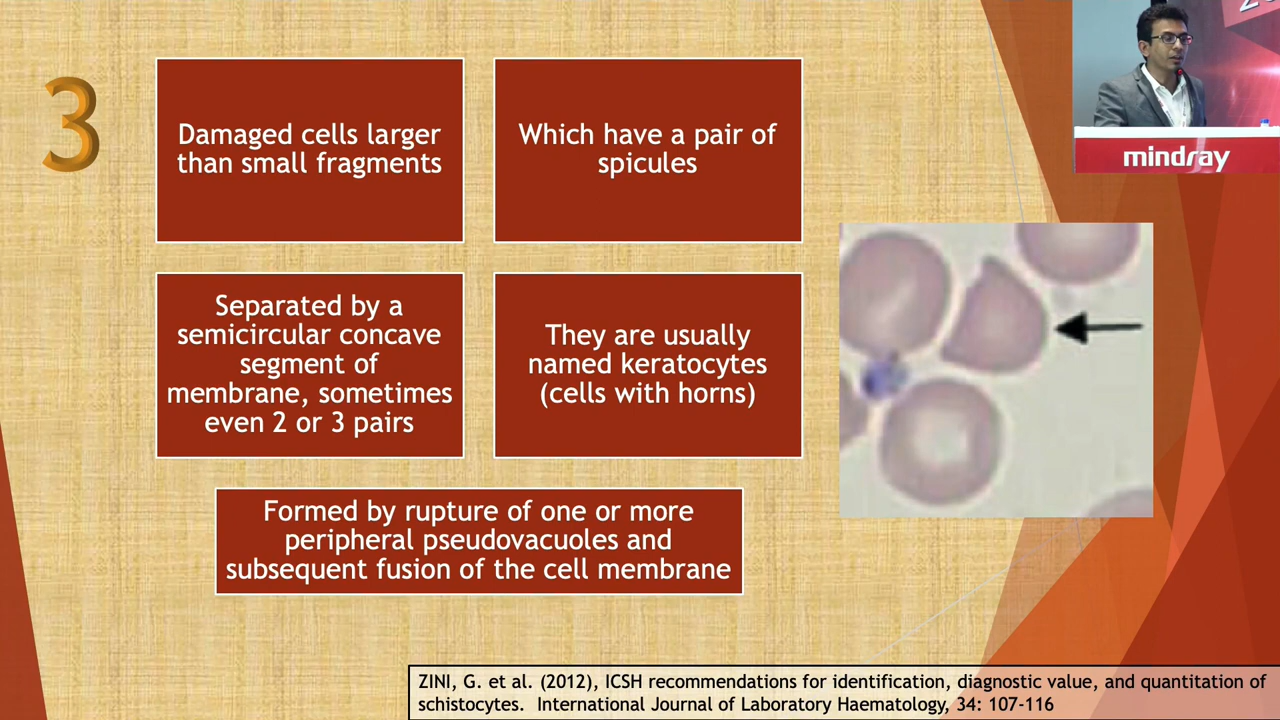 3
Damaged cells larger
than small fragments
Which have a pair of
spicules
Separated by a
semicircular concave
segment of
membrane, sometimes
even 2 or 3 pairs
They are usually
named keratocytes
(cells with horns)
Formed by rupture of one or more
peripheral pseudovacuoles and
subsequent fusion of the cell membrane
mindray
ZINI, G. et al. (2012), ICSH recommendations for identification, diagnostic value, and quantitation of
schistocytes. International Journal of Laboratory Haematology, 34: 107-116